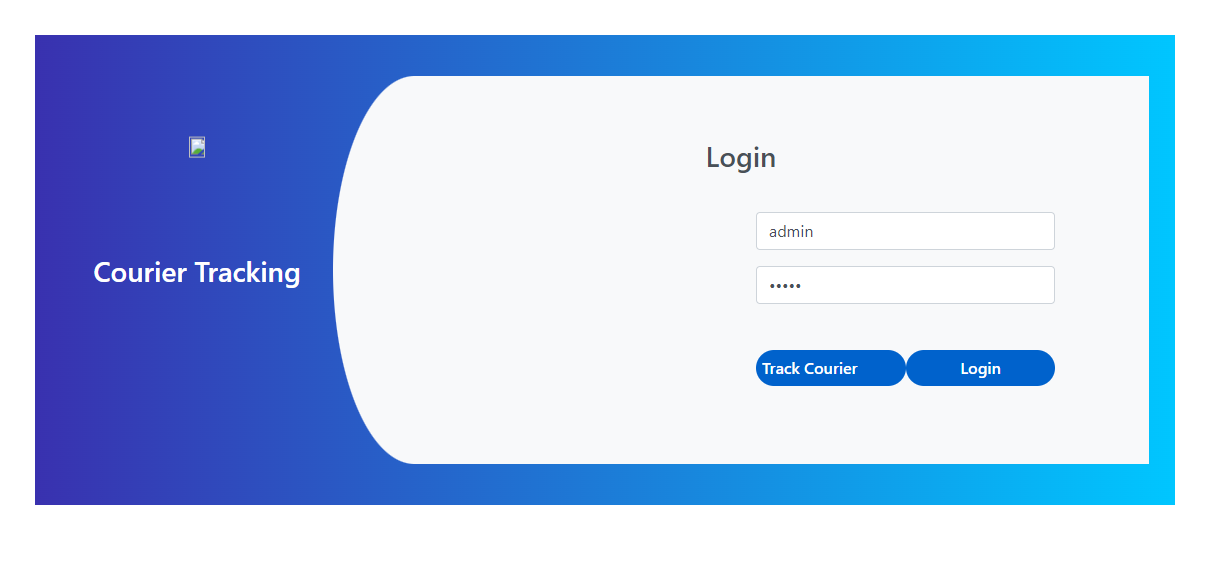 Courier Tracking
Login
admin
•••••
Track Courier
Login